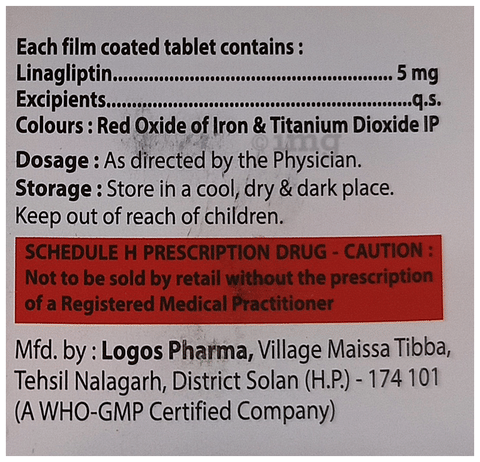 Each film coated tablet contains :
Linagliptin.................................................................. 5 mg
Excipients....................................................................q.s.
Colours : Red Oxide of Iron & Titanium Dioxide IP
Dosage : As directed by the Physician.
Storage : Store in a cool, dry & dark place.
Keep out of reach of children.
SCHEDULE H PRESCRIPTION DRUG - CAUTION :
Not to be sold by retail without the prescription
of a Registered Medical Practitioner
Mfd. by : Logos Pharma, Village Maissa Tibba,
Tehsil Nalagarh, District Solan (H.P.) - 174 101
(A WHO-GMP Certified Company)